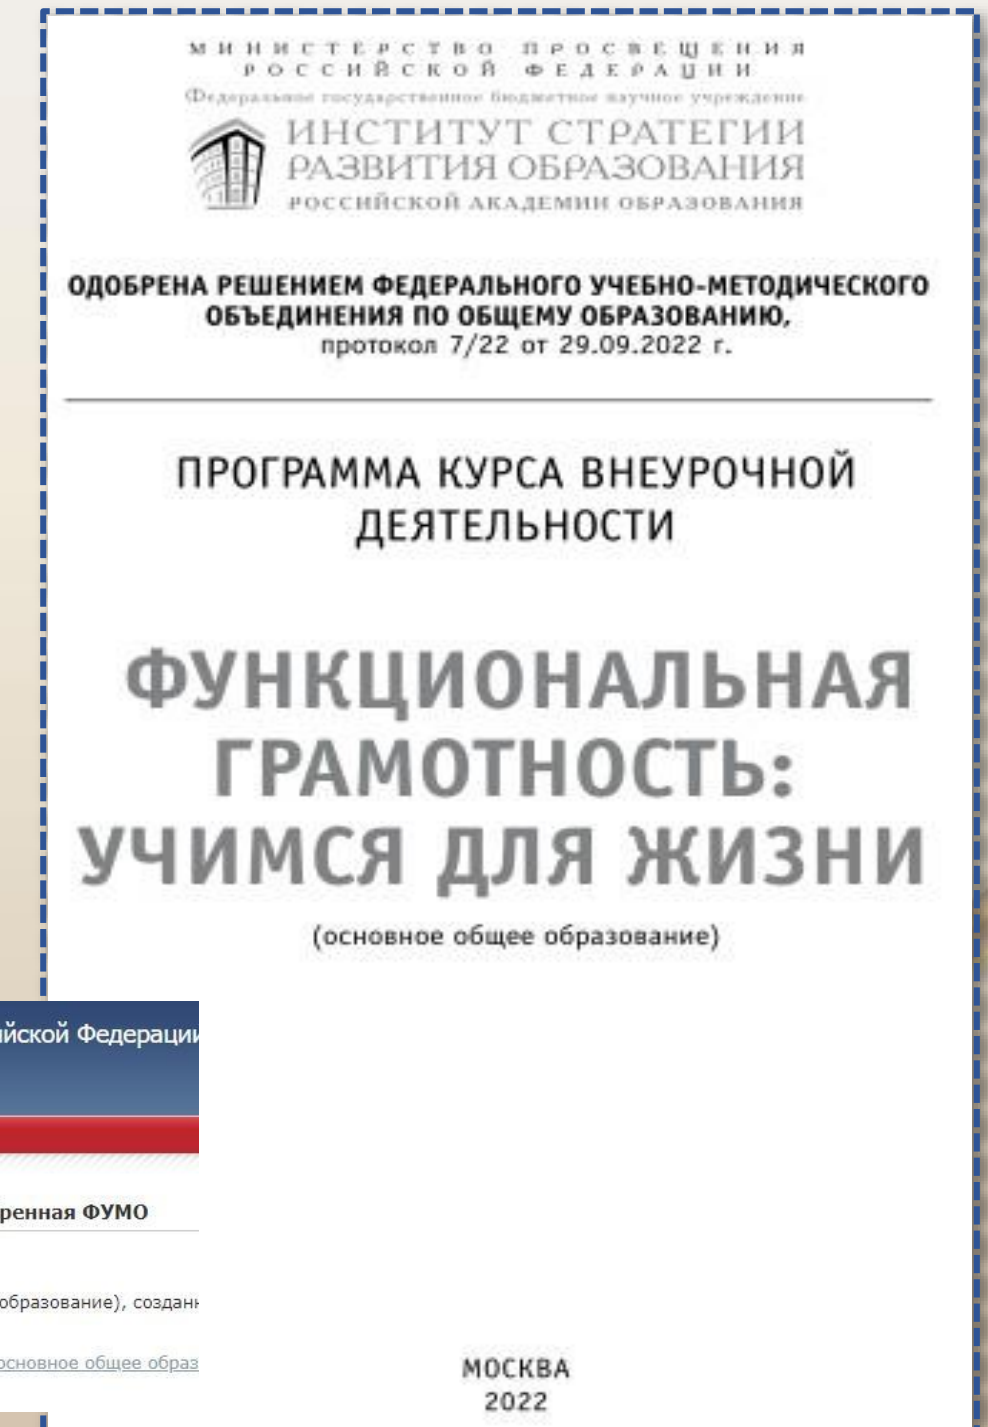 МИНИСТЕРСТВО ПРОСВЕЩЕНИЯ
РОССИЙСКОЙ ФЕДЕРАЦИИ
Федеральное государственное бюджетное научное учреждение
ИНСТИТУТ СТРАТЕГИИ
РАЗВИТИЯ ОБРАЗОВАНИЯ
РОССИЙСКОЙ АКАДЕМИИ ОБРАЗОВАНИЯ
ОДОБРЕНА РЕШЕНИЕМ ФЕДЕРАЛЬНОГО УЧЕБНО-МЕТОДИЧЕСКОГО
ОБЪЕДИНЕНИЯ ПО ОБЩЕМУ ОБРАЗОВАНИЮ,
протокол 7/22 от 29.09.2022 г.
ПРОГРАММА КУРСА ВНЕУРОЧНОЙ
ДЕЯТЕЛЬНОСТИ
ФУНКЦИОНАЛЬНАЯ
ГРАМОТНОСТЬ:
УЧИМСЯ ДЛЯ ЖИЗНИ
(основное общее образование)
йской Федерации
ренная ФУМО
образование), создан
основное общее образ
МОСКВА
2022